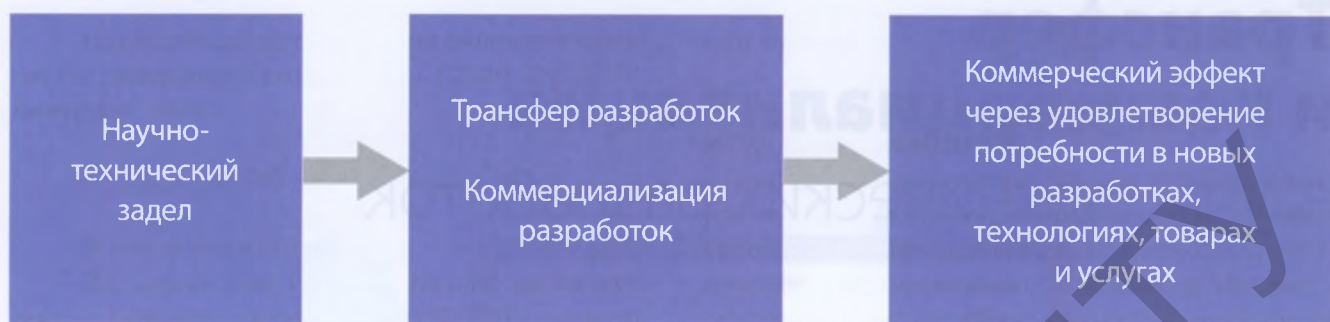 Научно-
технический
задел
Трансфер разработок
Коммерциализация
разработок
Коммерческий эффект
через удовлетворение
потребности в новых
разработках,
технологиях, товарах
и услугах